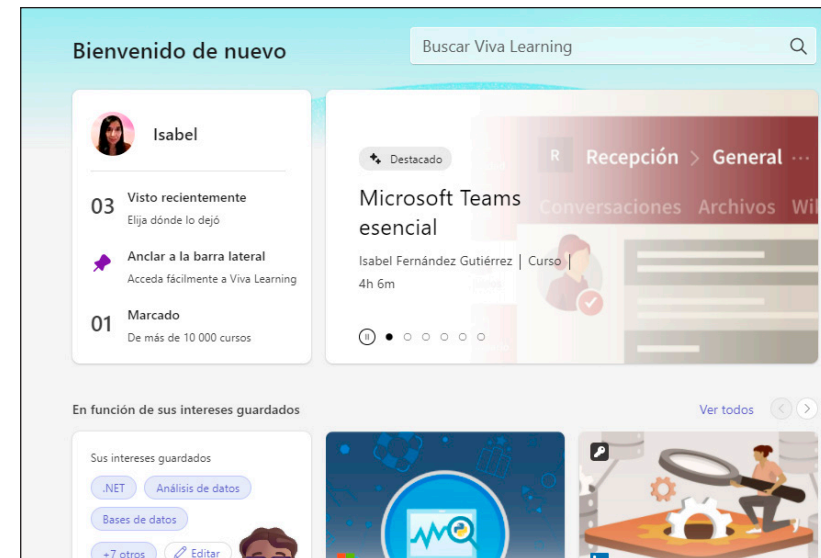 Bienvenido de nuevo
Buscar Viva Learning
Isabel
03
Visto recientemente
Elija dónde lo dejó
Anclar a la barra lateral
Acceda fácilmente a Viva Learning
01
Marcado
De más de 10 000 cursos
Destacado
Microsoft Teams
esencial
Isabel Fernández Gutiérrez | Curso |
4h 6m
R Recepción > General ...
Conversaciones Archivos Wi
En función de sus intereses guardados
Ver todos
Sus intereses guardados
.NET
Análisis de datos
Bases de datos
+7 otros
Editar